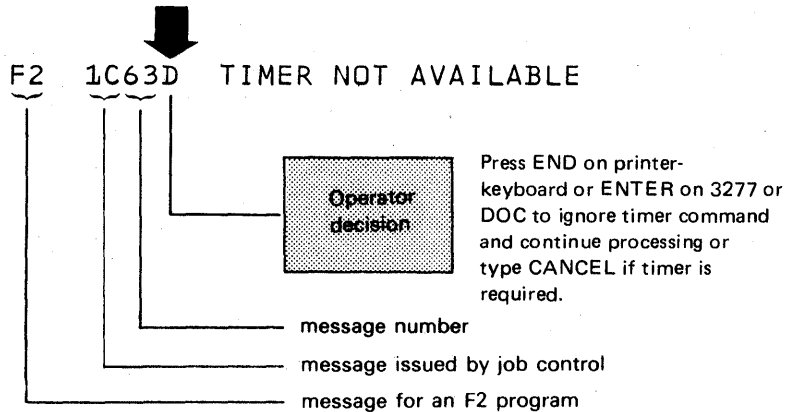 F2 1C63D TIMER NOT AVAILABLE
Operator
decision
Press END on printer-
keyboard or ENTER on 3277 or
DOC to ignore timer command
and continue processing or
type CANCEL if timer is
required.
message number
message issued by job control
message for an F2 program